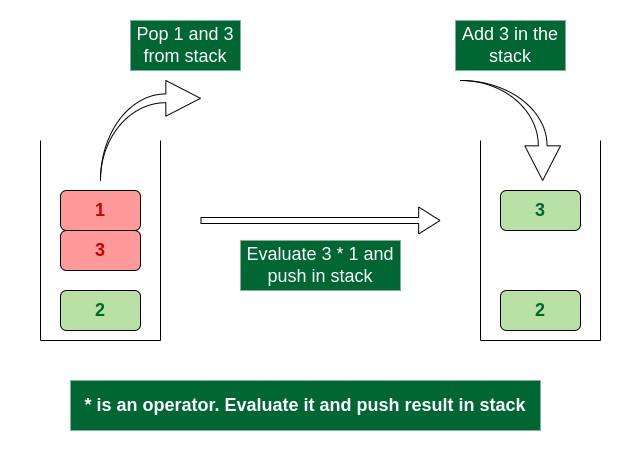 Pop 1 and 3
from stack
Add 3 in the
stack
1
3
2
Evaluate 3 * 1 and
push in stack
3
2
* is an operator. Evaluate it and push result in stack